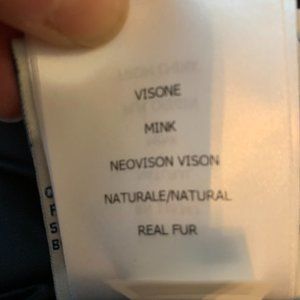 VISONE
MINK
NEOVISON VISON
NATURALE/NATURAL
REAL FUR